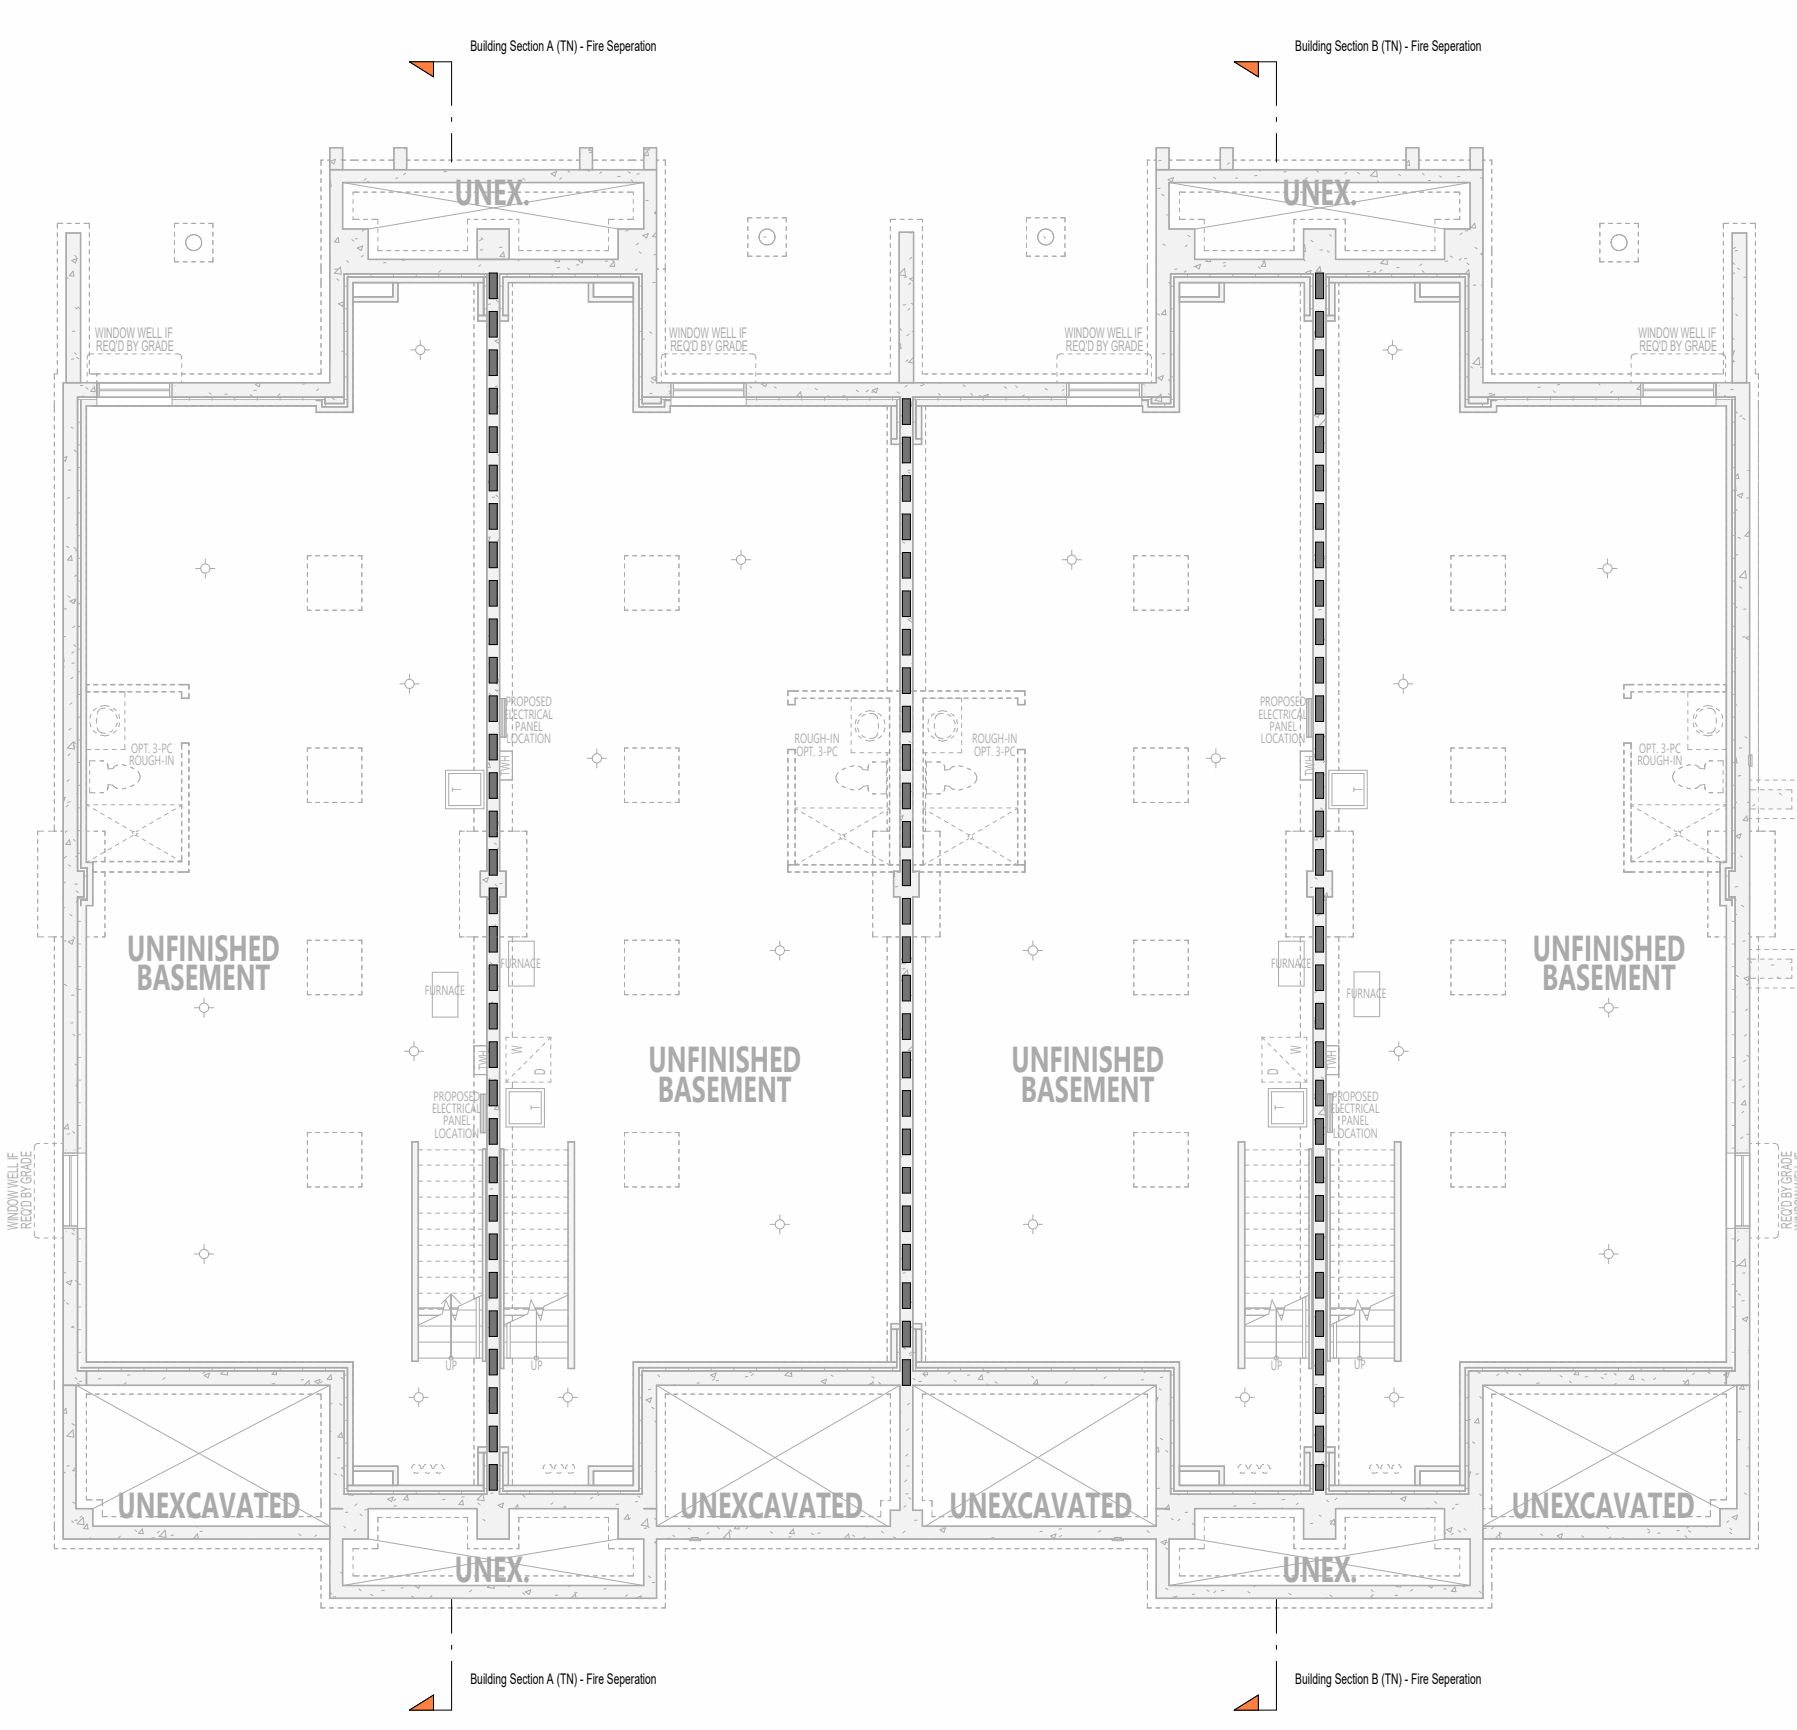 Building Section A (TN) - Fire Seperation
Building Section B (TN) - Fire Seperation
UNEX.
UNEX.
WINDOW WELL IF
REQ'D BY GRADE
WINDOW WELL IF
REQ'D BY GRADE
WINDOW WELL IF
REQ'D BY GRADE
WINDOW WELL IF
REQ'D BY GRADE
PROPOSED
ELECTRICAL
PANEL
LOCATION
PROPOSED
ELECTRICAL
PANEL
LOCATION
OPT. 3-PC
ROUGH-IN
ROUGH-IN
OPT. 3-PC
ROUGH-IN
OPT. 3-PC
OPT. 3-PC
ROUGH-IN
TWH
TWH
T
T
UNFINISHED
BASEMENT
FURNACE
FURNACE
FURNACE
FURNACE
UNFINISHED
BASEMENT
UNFINISHED
BASEMENT
UNFINISHED
BASEMENT
TWH
W
D
W
D
TWH
PROPOSED
ELECTRICAL
PANEL
LOCATION
T
T
PROPOSED
ELECTRICAL
PANEL
LOCATION
WINDOW WELL IF
REQ'D BY GRADE
REQ'D BY GRADE
UP
UP
UP
UP
UNEXCAVATED
UNEXCAVATED
UNEXCAVATED
UNEXCAVATED
UNEX.
UNEX.
Building Section A (TN) - Fire Seperation
Building Section B (TN) - Fire Seperation